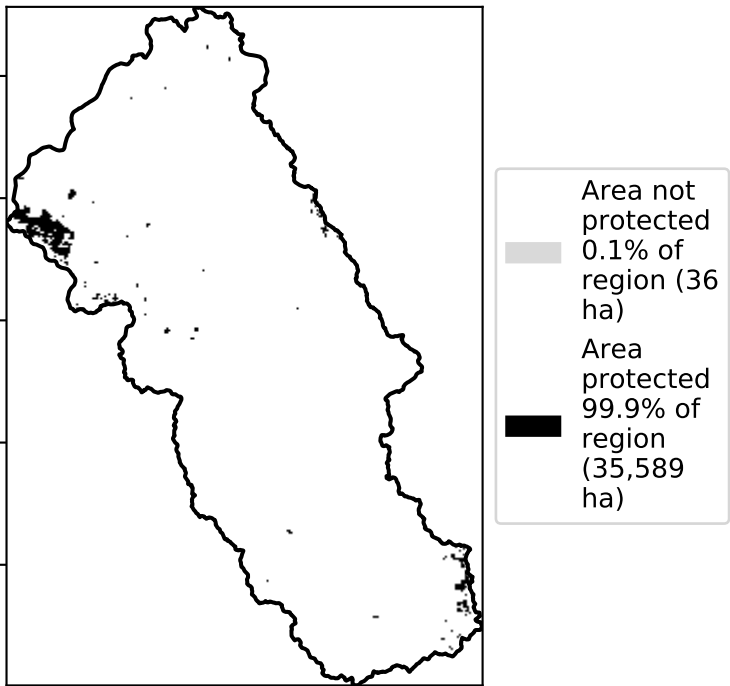 Area not
protected
0.1% of
region (36
ha)
Area
protected
99.9% of
region
(35,589
ha)